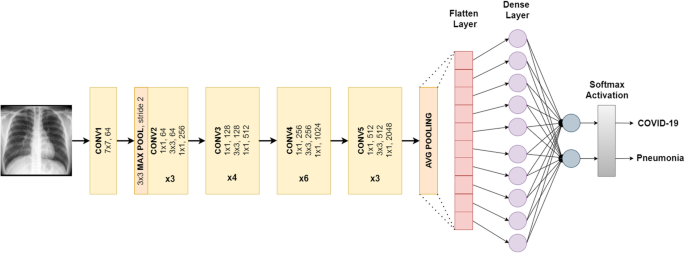 CONV1
7x7, 64
3x3 MAX POOL, stride 2
CONV2
1x1, 64
3x3, 64
1x1, 256
x3
CONV3
1x1, 128
3x3, 128
1x1, 512
x4
CONV4
1x1, 256
3x3, 256
1x1, 1024
x6
CONV5
1x1, 512
3x3, 512
1x1, 2048
x3
AVG POOLING
Flatten
Layer
Dense
Layer
Softmax
Activation
COVID-19
Pneumonia